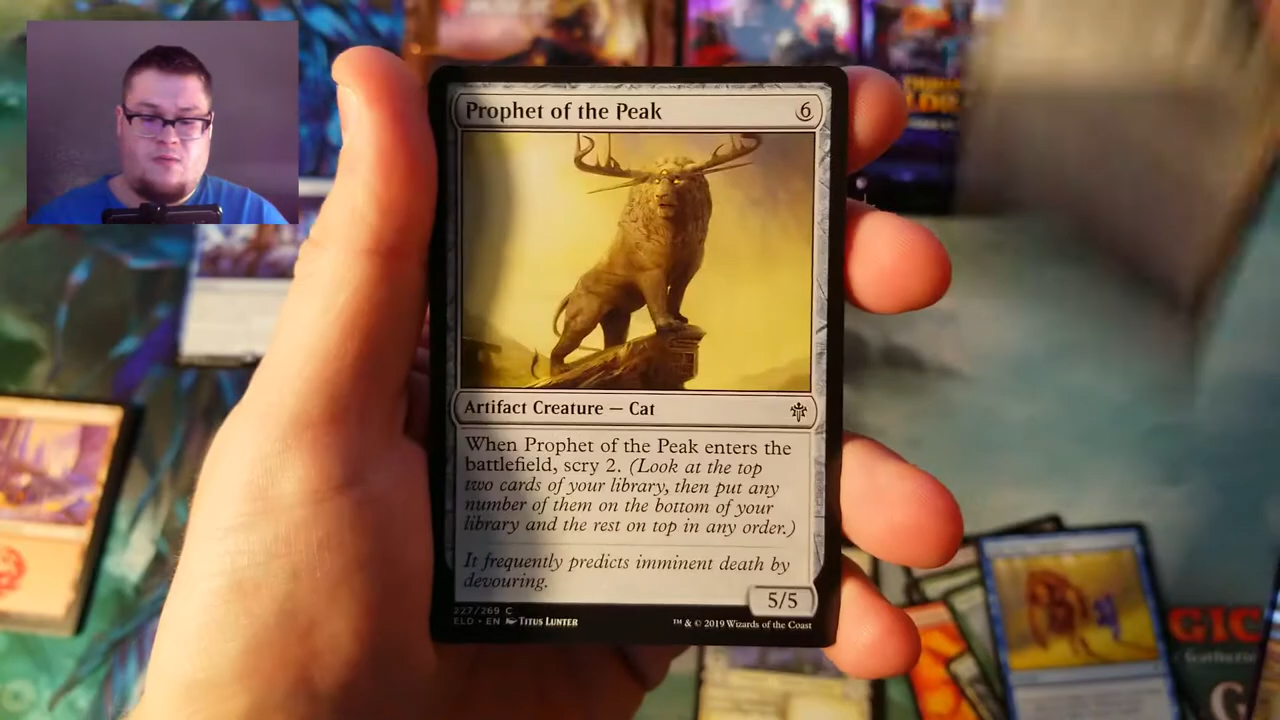 Prophet of the Peak 6
Artifact Creature — Cat
When Prophet of the Peak enters the
battlefield, scry 2. (Look at the top
two cards of your library, then put any
number of them on the bottom of your
library and the rest on top in any order.)
It frequently predicts imminent death by
devouring.
5/5
227/269 C
ELD • EN Titus Lunter
™ & © 2019 Wizards of the Coast
GIC